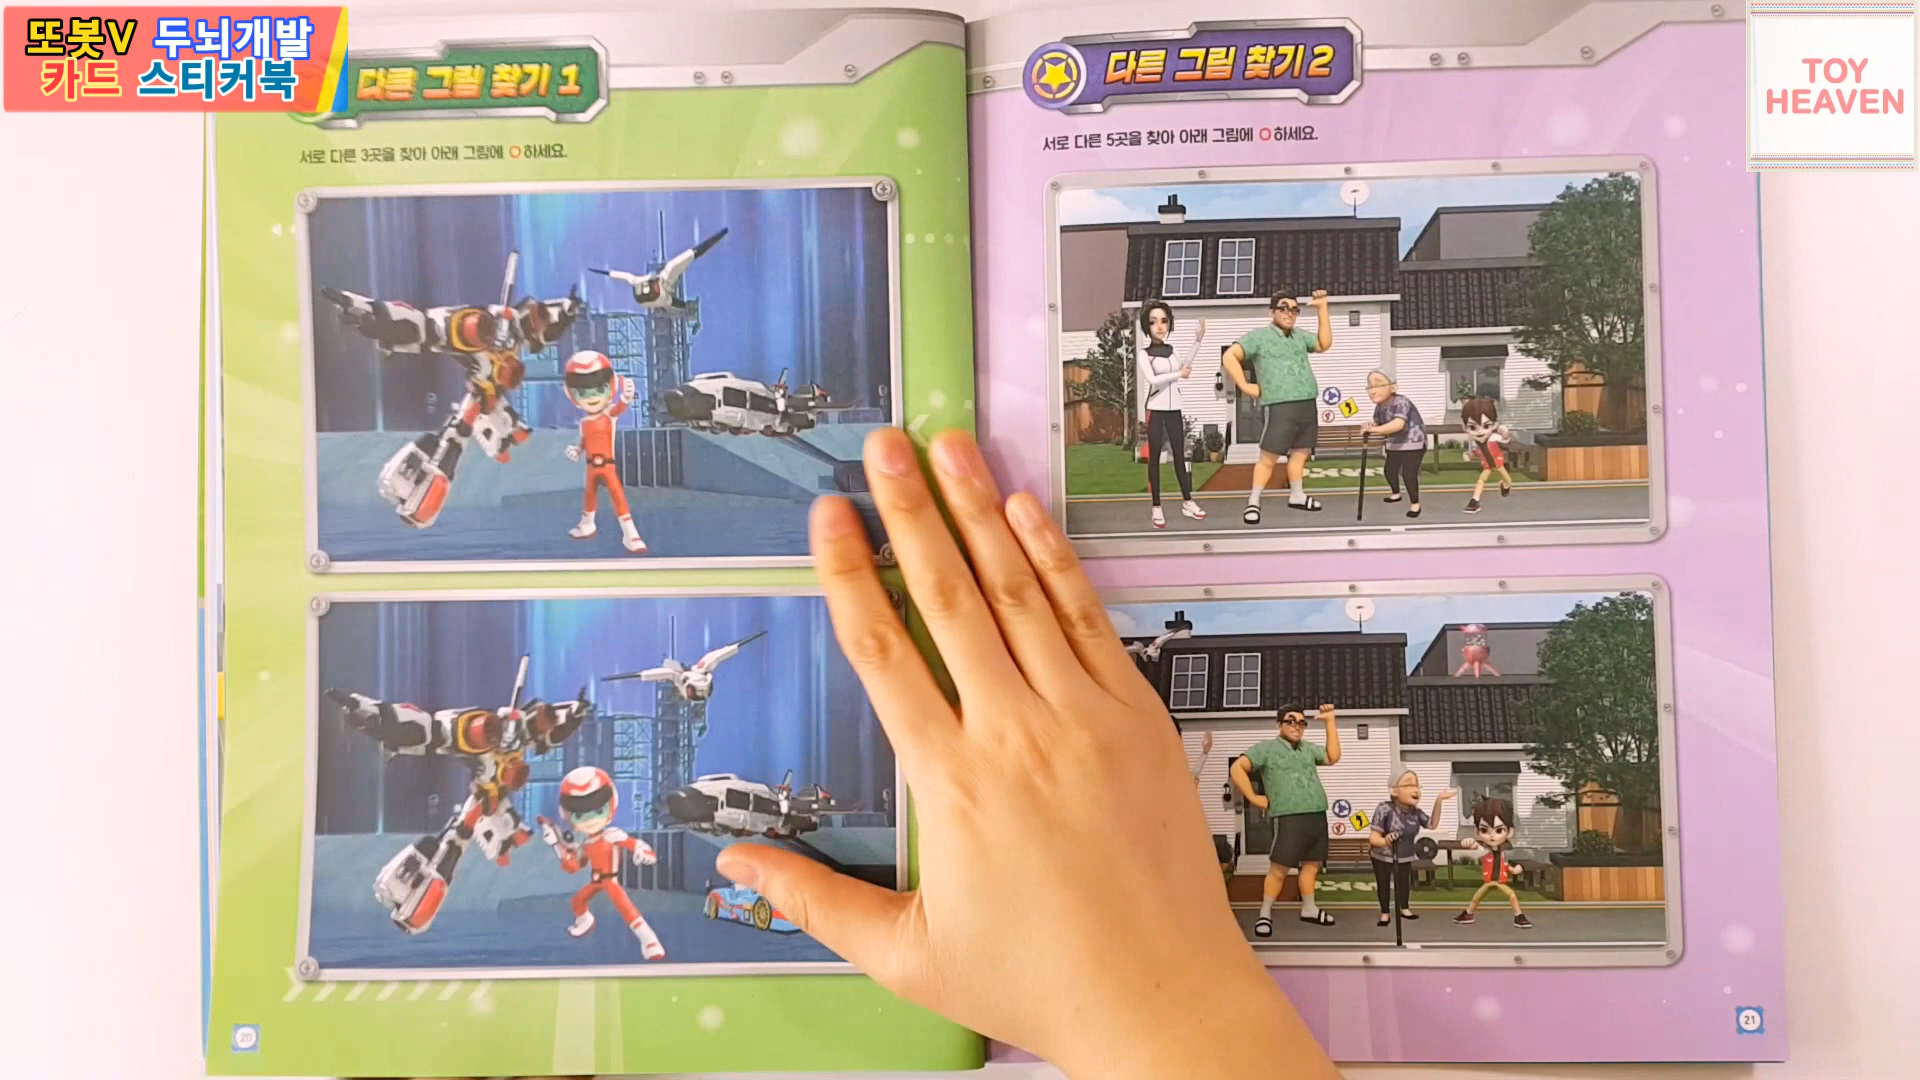 또봇V 두뇌개발
카드 스티커북
다른 그림 찾기 1
서로 다른 3곳을 찾아 아래 그림에 O하세요.
다른 그림 찾기 2
서로 다른 5곳을 찾아 아래 그림에 O하세요.
TOY
HEAVEN
20
21